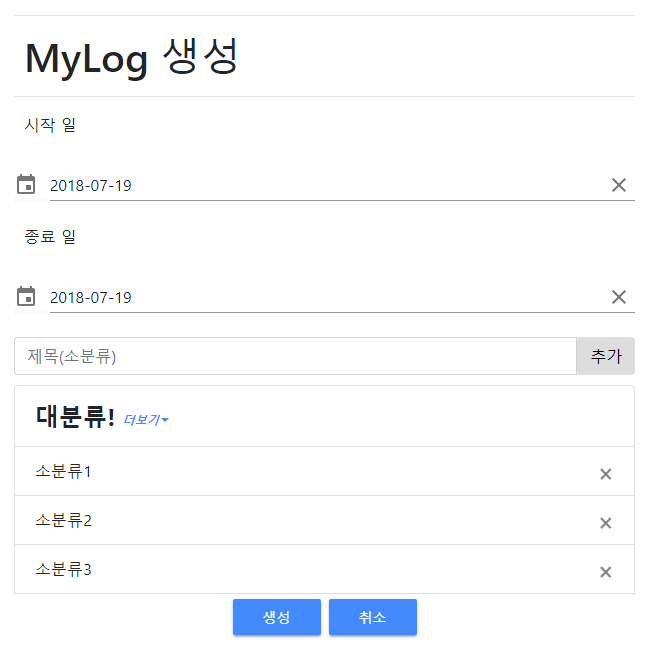 MyLog 생성
시작 일
2018-07-19
종료 일
2018-07-19
제목(소분류) 추가
대분류! 더보기
소분류1
소분류2
소분류3
생성 취소